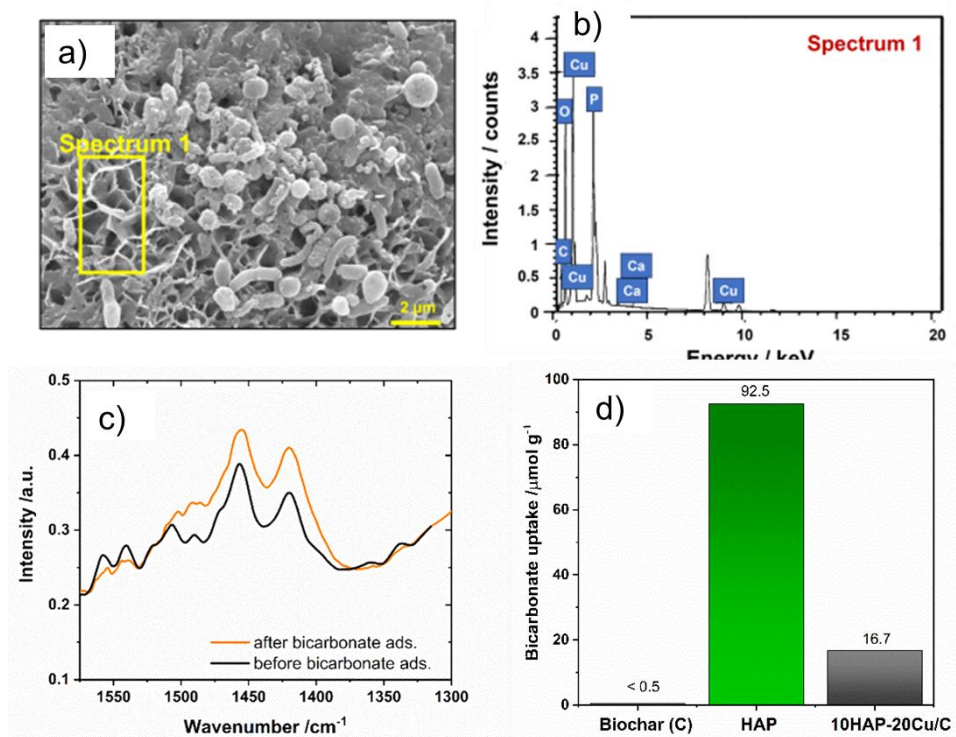 a)
Spectrum 1
2 µm
b)
Spectrum 1
Intensity / counts
4
3.5
3
2.5
2
1.5
1
0.5
0
Cu
O
P
C
Cu
Ca
Ca
Cu
0
5
10
15
20
Energy / keV
c)
Intensity /a.u.
0.5
0.4
0.3
0.2
0.1
after bicarbonate ads.
before bicarbonate ads.
1550
1500
1450
1400
1350
1300
Wavenumber /cm⁻¹
d)
Bicarbonate uptake /µmol g⁻¹
100
80
60
40
20
0
< 0.5
92.5
16.7
Biochar (C)
HAP
10HAP-20Cu/C